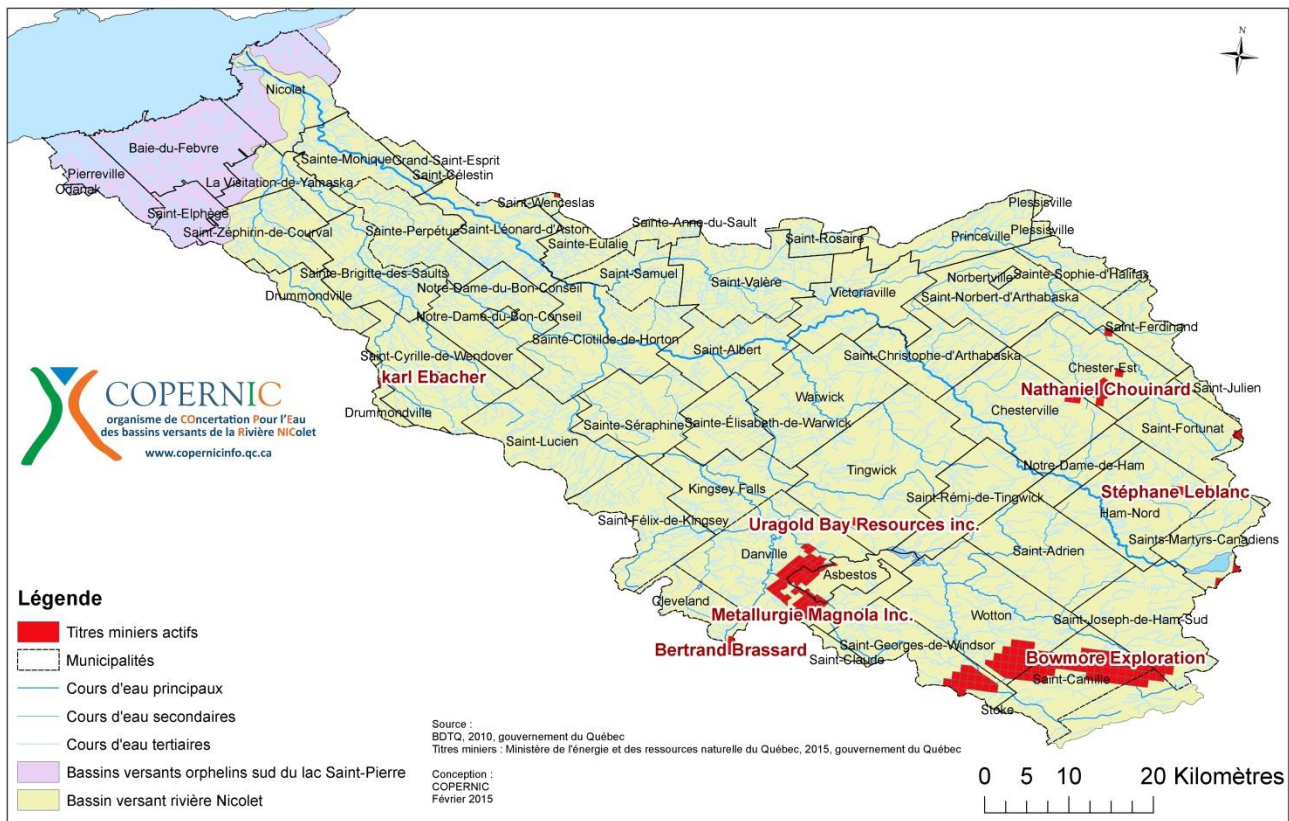 N
Nicolet
Baie-du-Febvre
Sainte-Monique
Grand-Saint-Esprit
Saint-Célestin
Pierreville
Odanak
La Visitation-de-Yamaska
Saint-Wenceslas
Saint-Elphège
Saint-Zéphirin-de-Courval
Sainte-Perpétue
Saint-Léonard-d'Aston
Sainte-Eulalie
Sainte-Anne-du-Sault
Saint-Rosaire
Plessisville
Princeville
Plessisville
Sainte-Brigitte-des-Saults
Saint-Samuel
Saint-Valère
Norbertville
Sainte-Sophie-d'Halifax
Drummondville
Notre-Dame-du-Bon-Conseil
Victoriaville
Saint-Norbert-d'Arthabaska
Notre-Dame-du-Bon-Conseil
Saint-Ferdinand
Sainte-Clotilde-de-Horton
Saint-Albert
Saint-Christophe-d'Arthabaska
Saint-Cyrille-de-Wendover
Chester-Est
karl Ebacher
Nathaniel Chouinard
Saint-Julien
Warwick
Chesterville
Drummondville
Sainte-Séraphine
Sainte-Élisabeth-de-Warwick
Saint-Fortunat
Saint-Lucien
Tingwick
Notre-Dame-de-Ham
Kingsey Falls
Saint-Rémi-de-Tingwick
Stéphane Leblanc
Ham-Nord
Saint-Félix-de-Kingsey
Uragold Bay Resources inc.
Saints-Martyrs-Canadiens
Danville
Saint-Adrien
Asbestos
Cleveland
Metallurgie Magnola Inc.
Wotton
Saint-Joseph-de-Ham-Sud
Bertrand Brassard
Saint-Georges-de-Windsor
Saint-Claude
Bowmore Exploration
Saint-Camille
Stoke
COPERNIC
organisme de COncertation Pour l'Eau
des bassins versants de la Rivière NIColet
www.copernicinfo.qc.ca
Légende
Titres miniers actifs
Municipalités
Cours d'eau principaux
Cours d'eau secondaires
Cours d'eau tertiaires
Bassins versants orphelins sud du lac Saint-Pierre
Bassin versant rivière Nicolet
Source :
BDTQ, 2010, gouvernement du Québec
Titres miniers : Ministère de l'énergie et des ressources naturelle du Québec, 2015, gouvernement du Québec
Conception :
COPERNIC
Février 2015
0 5 10 20 Kilomètres